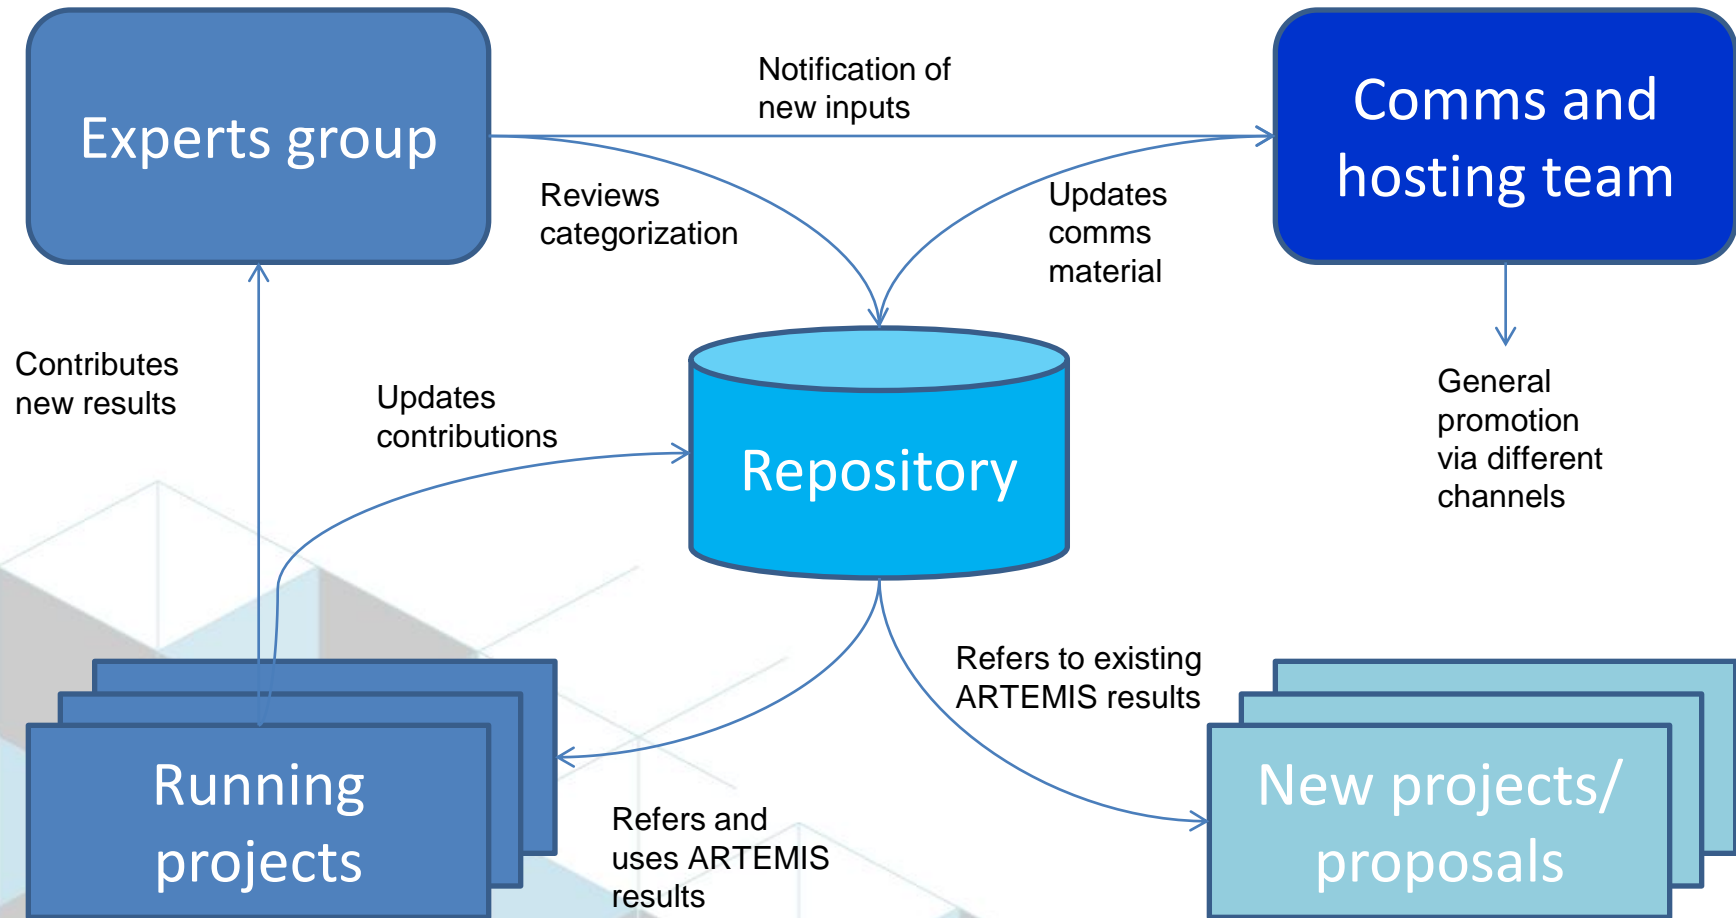 Experts group
Notification of
new inputs
Comms and
hosting team
Reviews
categorization
Updates
comms
material
Contributes
new results
Updates
contributions
General
promotion
via different
channels
Repository
Refers to existing
ARTEMIS results
Running
projects
Refers and
uses ARTEMIS
results
New projects/
proposals